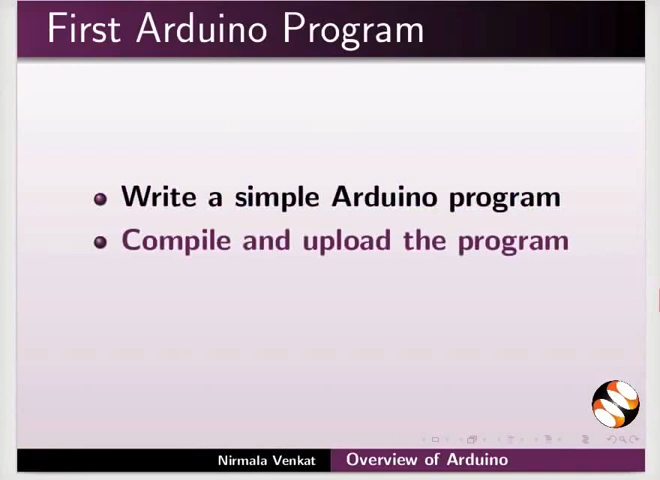 First Arduino Program
Write a simple Arduino program
Compile and upload the program
Nirmala Venkat
Overview of Arduino